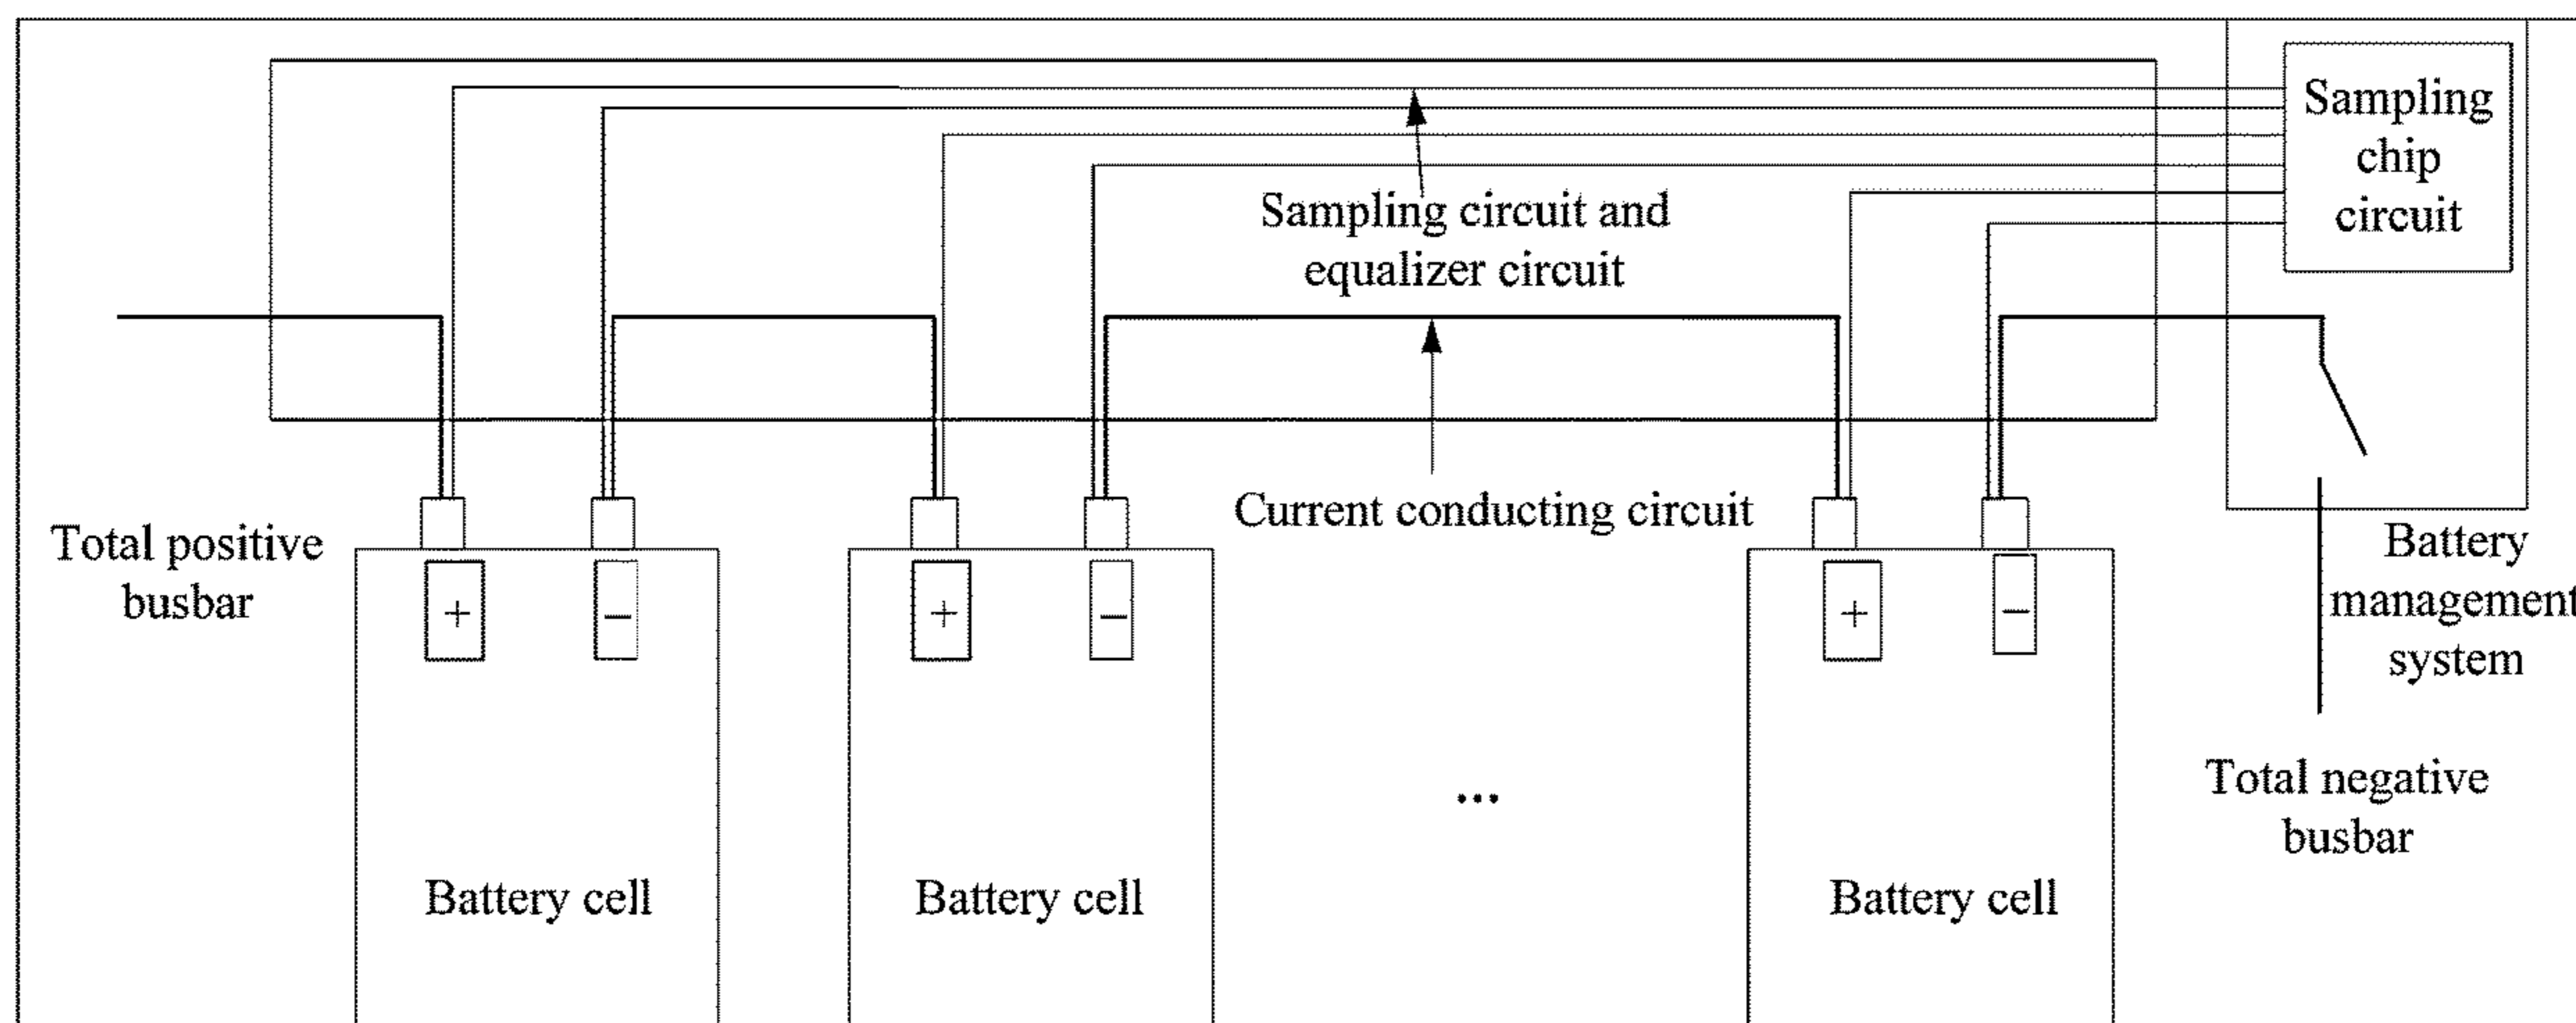 Sampling
chip
circuit
Sampling circuit and
equalizer circuit
Current conducting circuit
Total positive
busbar
Battery
management
system
+
−
+
−
+
−
Total negative
busbar
...
Battery cell
Battery cell
Battery cell